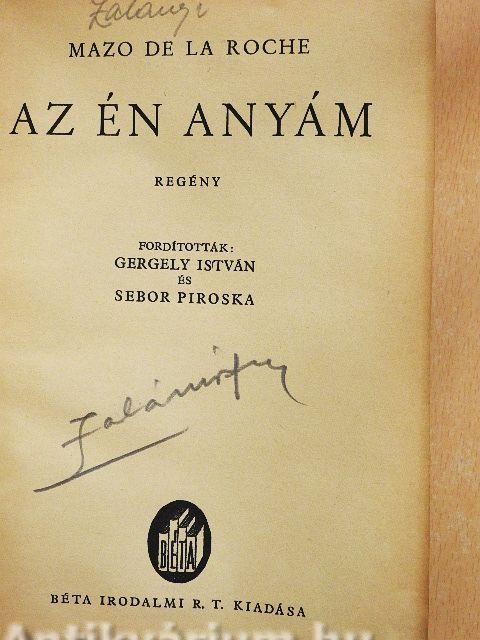 Zalányi
MAZO DE LA ROCHE
AZ ÉN ANYÁM
REGÉNY
FORDÍTOTTÁK:
GERGELY ISTVÁN
ÉS
SEBOR PIROSKA
BÉTA
BÉTA IRODALMI R. T. KIADÁSA
Antikvárium.hu